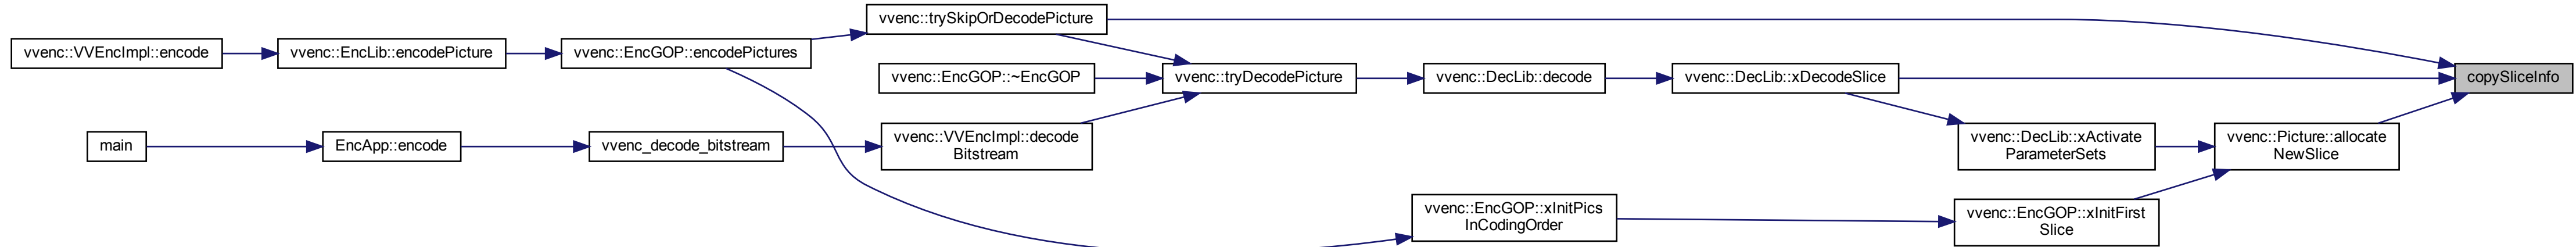 vvenc::trySkipOrDecodePicture
vvenc::VVEncImpl::encode
vvenc::EncLib::encodePicture
vvenc::EncGOP::encodePictures
vvenc::EncGOP::~EncGOP
vvenc::tryDecodePicture
vvenc::DecLib::decode
vvenc::DecLib::xDecodeSlice
copySliceInfo
main
EncApp::encode
vvenc_decode_bitstream
vvenc::VVEncImpl::decode
Bitstream
vvenc::DecLib::xActivate
ParameterSets
vvenc::Picture::allocate
NewSlice
vvenc::EncGOP::xInitPics
InCodingOrder
vvenc::EncGOP::xInitFirst
Slice